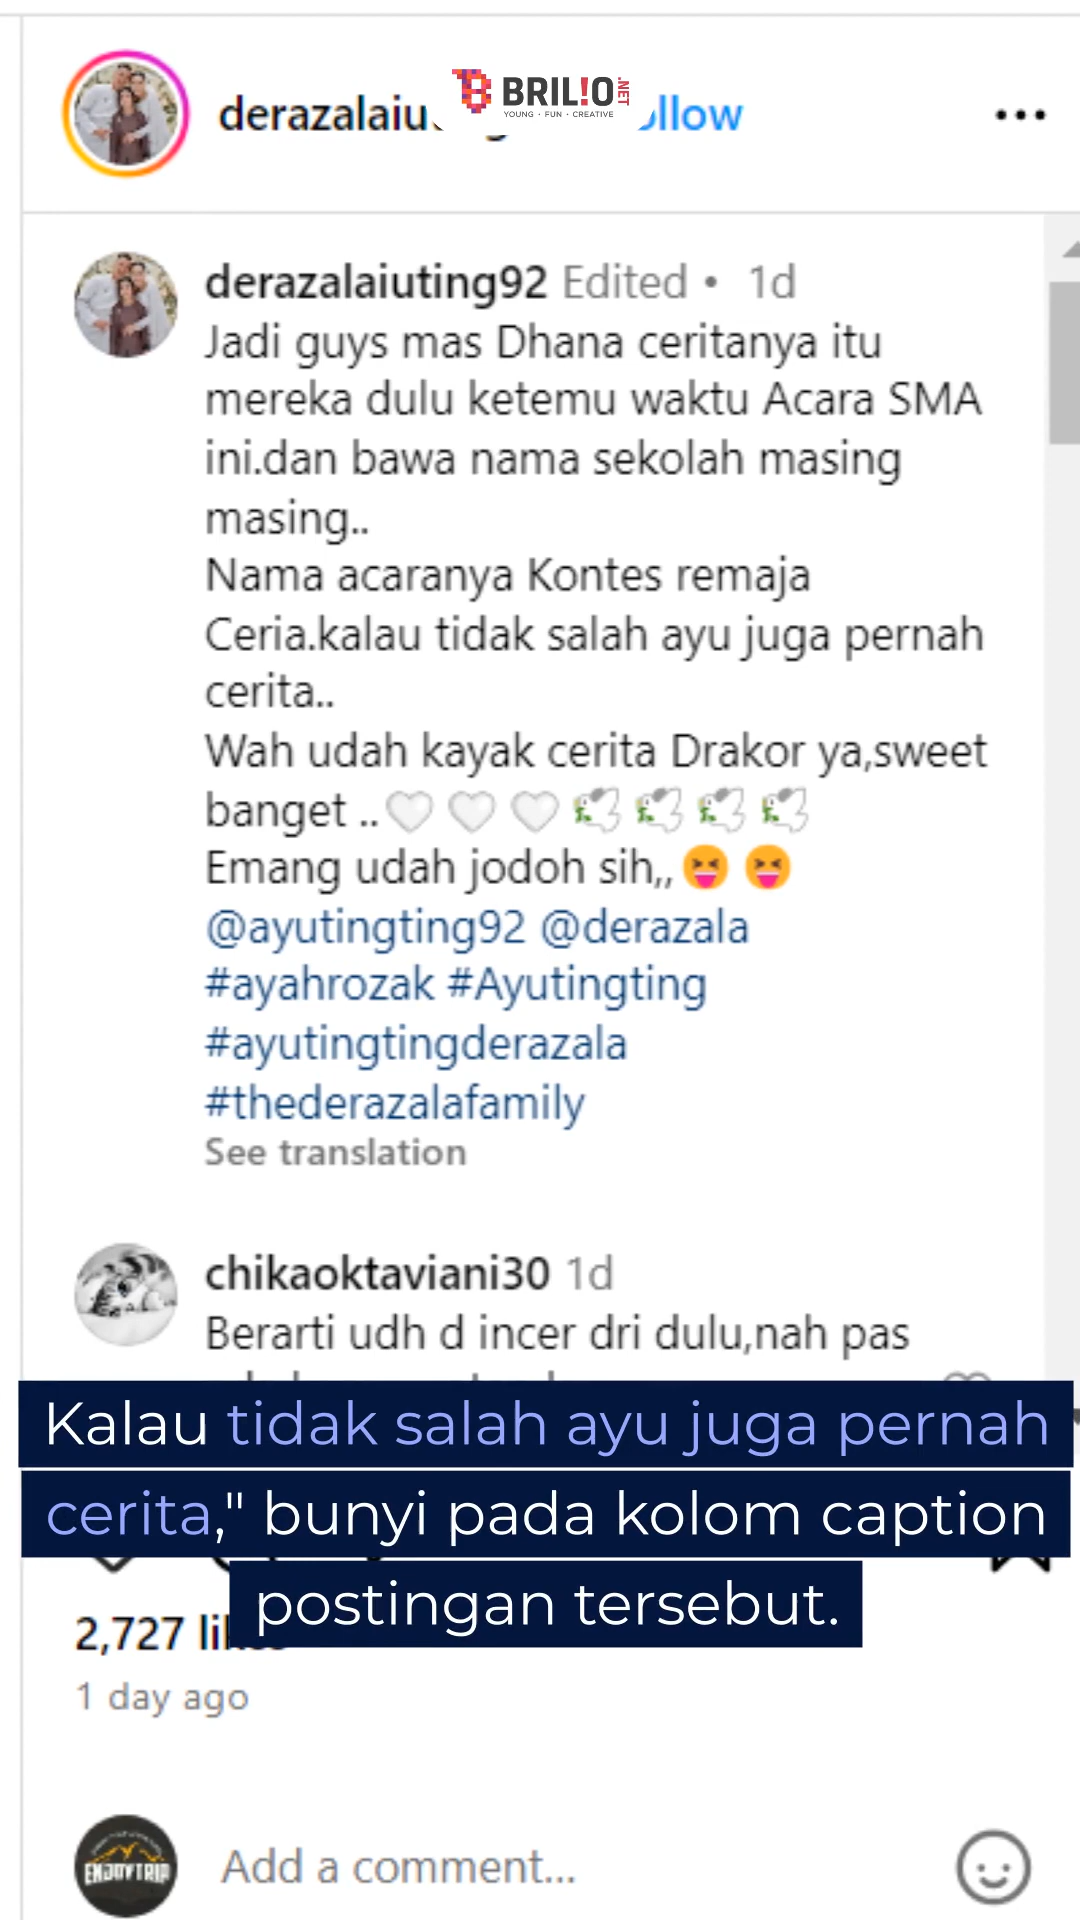 BRIL!O.NET
YOUNG · FUN · CREATIVE
derazalaiuting92 Edited • 1d
Jadi guys mas Dhana ceritanya itu
mereka dulu ketemu waktu Acara SMA
ini.dan bawa nama sekolah masing
masing..
Nama acaranya Kontes remaja
Ceria.kalau tidak salah ayu juga pernah
cerita..
Wah udah kayak cerita Drakor ya,sweet
banget ..🤍🤍🤍🕊️🕊️🕊️🕊️
Emang udah jodoh sih,,😝😝
@ayutingting92 @derazala
#ayahrozak #Ayutingting
#ayutingtingderazala
#thederazalafamily
See translation
chikaoktaviani30 1d
Berarti udh d incer dri dulu,nah pas
Kalau tidak salah ayu juga pernah
cerita," bunyi pada kolom caption
postingan tersebut.
2,727
1 day ago
ENJOYTRIP
Add a comment...